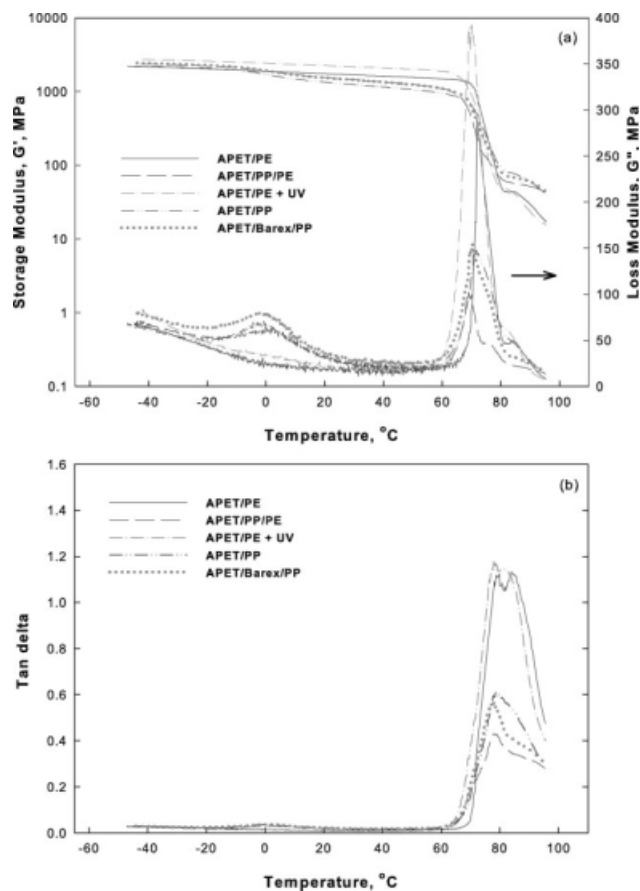 (a)
10000
1000
100
10
1
0.1
Storage Modulus, G', MPa
400
350
300
250
200
150
100
50
0
Loss Modulus, G", MPa
APET/PE
APET/PP/PE
APET/PE + UV
APET/PP
APET/Barex/PP
-60 -40 -20 0 20 40 60 80 100
Temperature, °C
(b)
1.6
1.4
1.2
1.0
0.8
0.6
0.4
0.2
0.0
Tan delta
APET/PE
APET/PP/PE
APET/PE + UV
APET/PP
APET/Barex/PP
-60 -40 -20 0 20 40 60 80 100
Temperature, °C